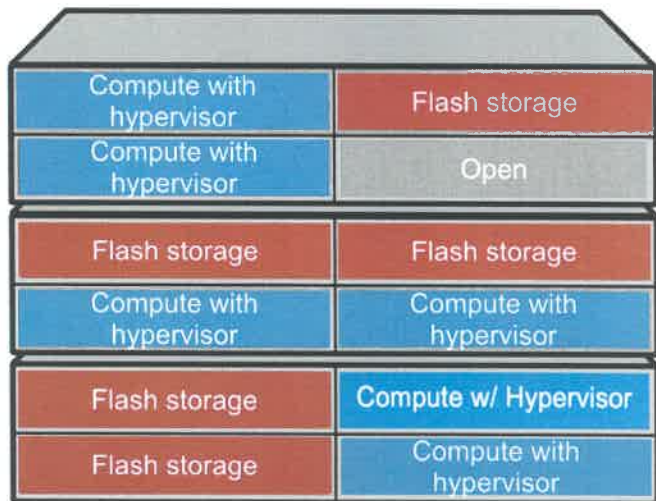 Compute with
hypervisor
Flash storage
Compute with
hypervisor
Open
Flash storage
Flash storage
Compute with
hypervisor
Compute with
hypervisor
Flash storage
Compute w/ Hypervisor
Flash storage
Compute with
hypervisor